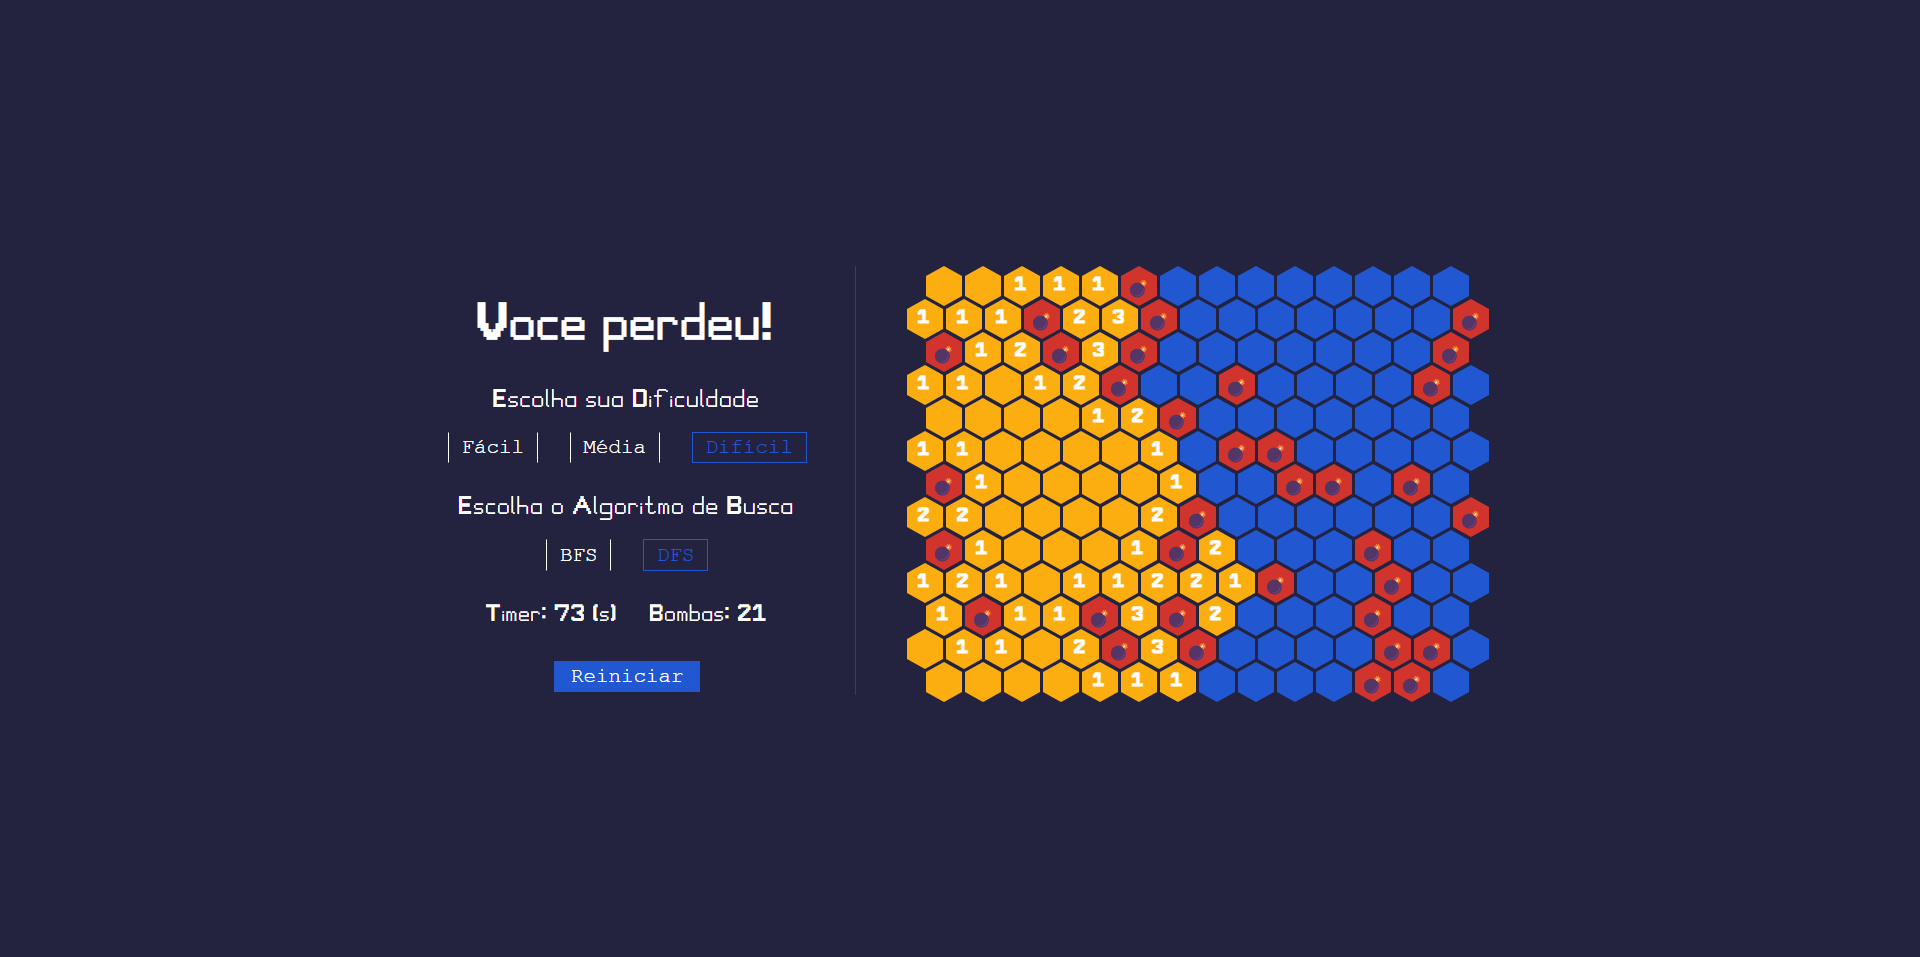 Voce perdeu!
Escolha sua Dificuldade
Fácil Média Difícil
Escolha o Algoritmo de Busca
BFS DFS
Timer: 73 (s) Bombas: 21
Reiniciar
1 1 1
1 1 1 2 3
1 2 3
1 1 1 2
1 2
1 1 1
1 1
2 2 2
1 1 2
1 2 1 1 1 2 2 1
1 1 1 3 2
1 1 2 3
1 1 1